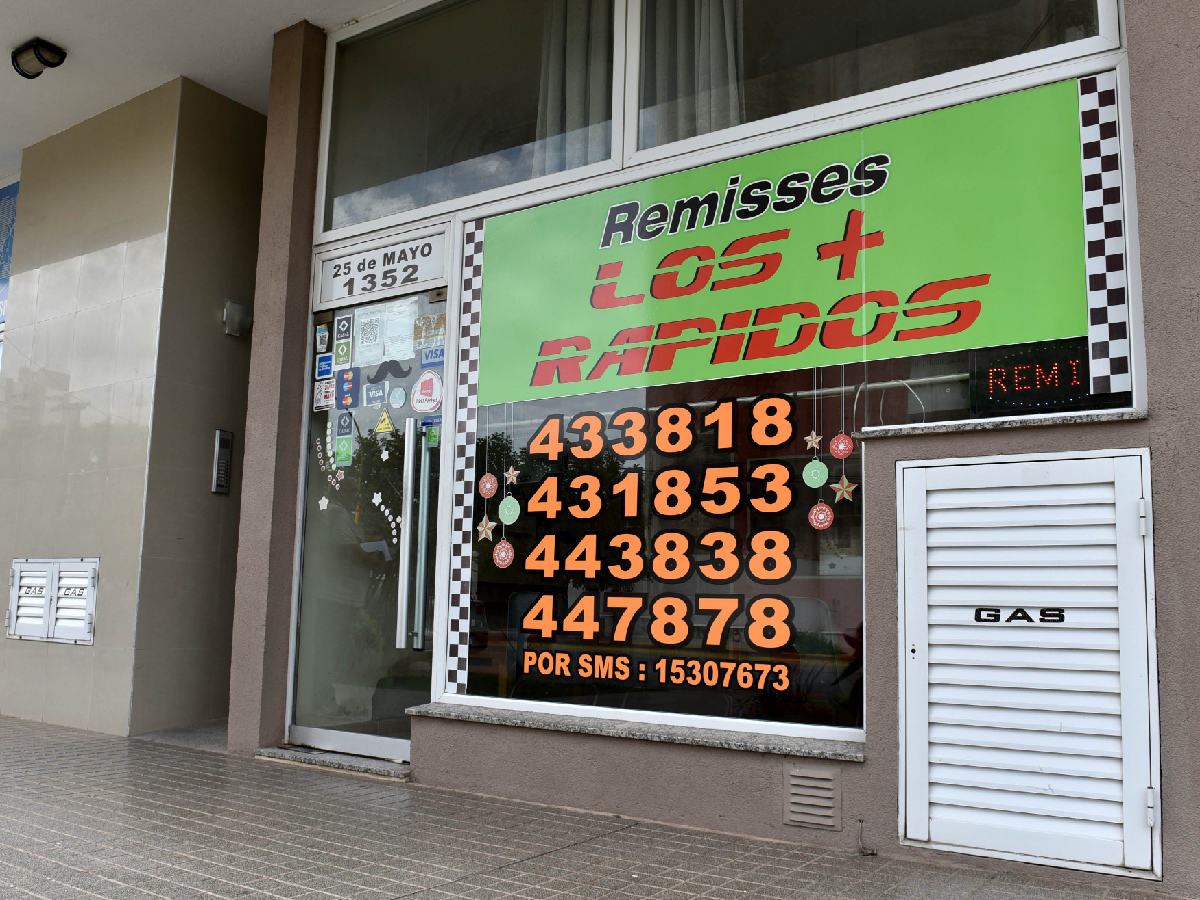 25 de MAYO
1352
Remisses
LOS +
RAPIDOS
REMI
433818
431853
443838
447878
POR SMS : 15307673
VISA
VISA
GAS
GAS GAS